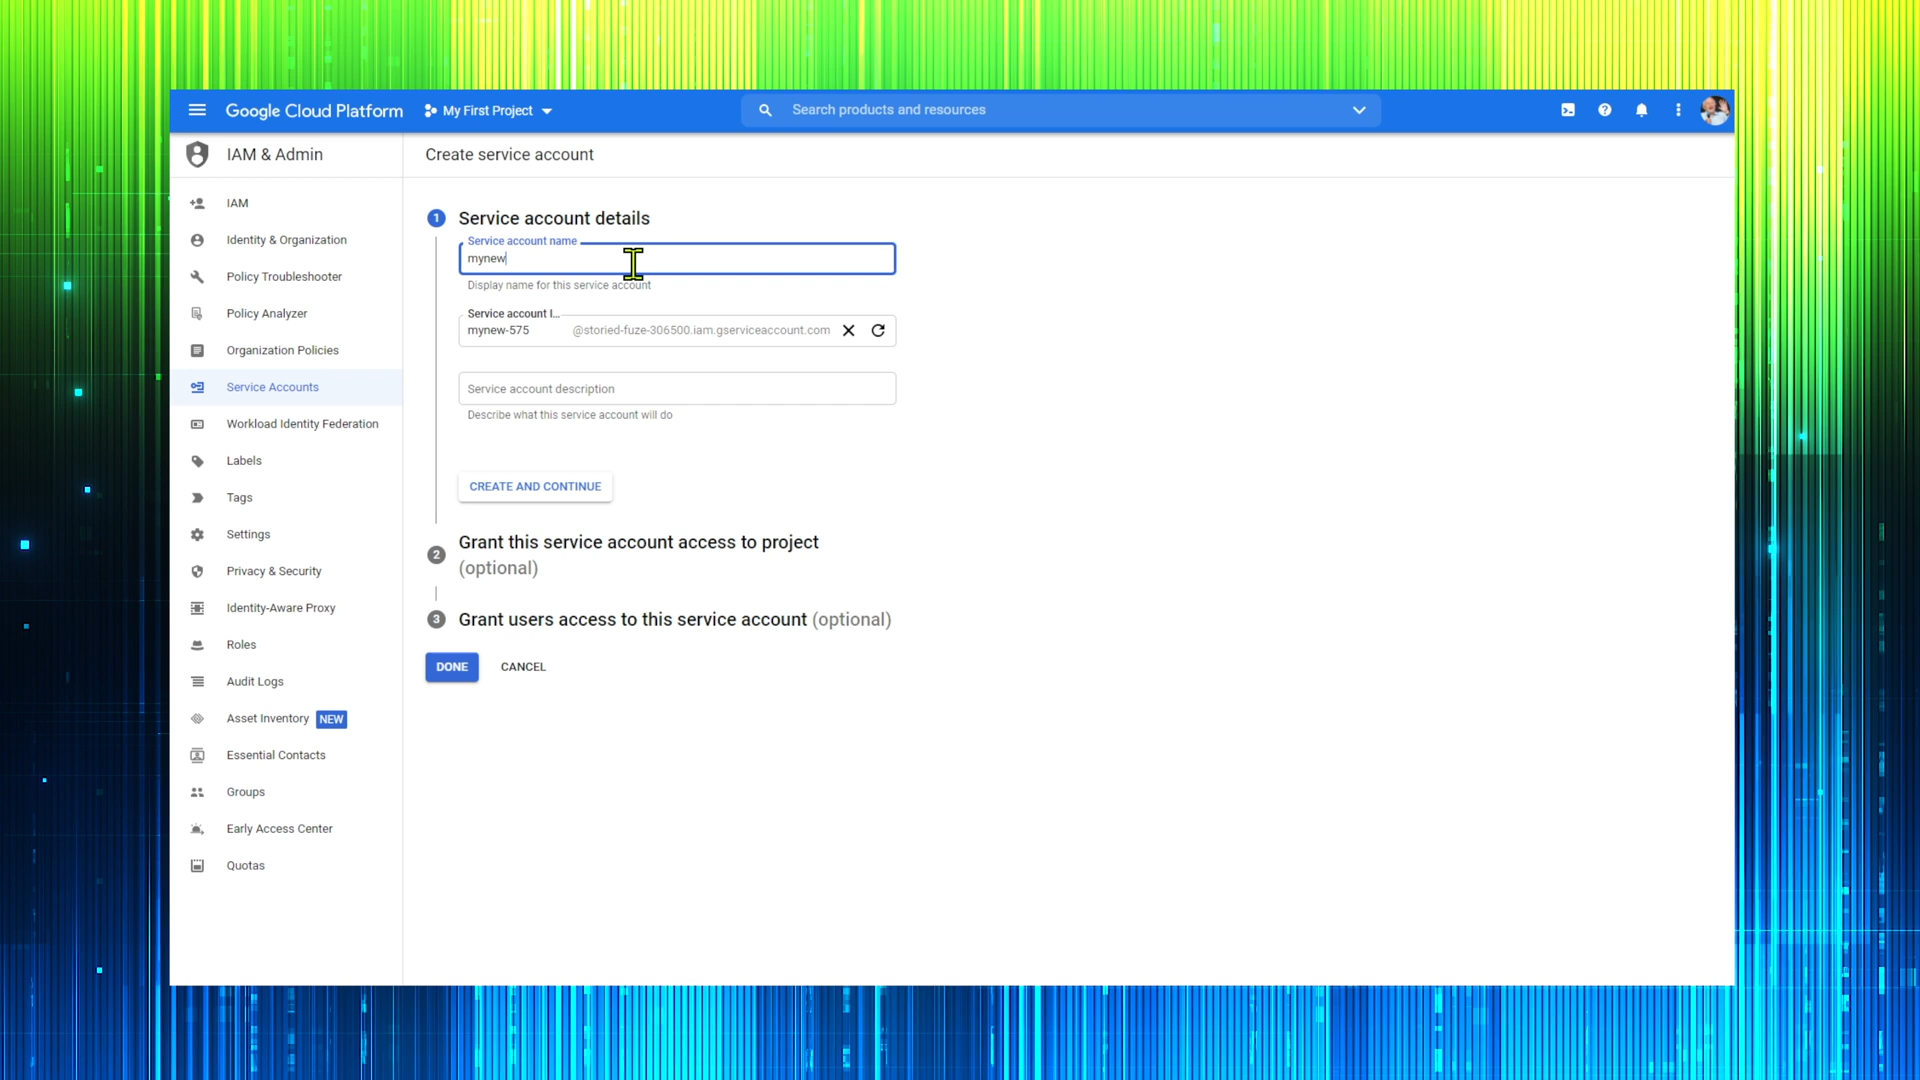 Google Cloud Platform
My First Project
Search products and resources
IAM & Admin
Create service account
IAM
Identity & Organization
Policy Troubleshooter
Policy Analyzer
Organization Policies
Service Accounts
Workload Identity Federation
Labels
Tags
Settings
Privacy & Security
Identity-Aware Proxy
Roles
Audit Logs
Asset Inventory NEW
Essential Contacts
Groups
Early Access Center
Quotas
1 Service account details
Service account name
mynew
Display name for this service account
Service account I...
mynew-575 @storied-fuze-306500.iam.gserviceaccount.com
Service account description
Describe what this service account will do
CREATE AND CONTINUE
2 Grant this service account access to project
(optional)
3 Grant users access to this service account (optional)
DONE CANCEL